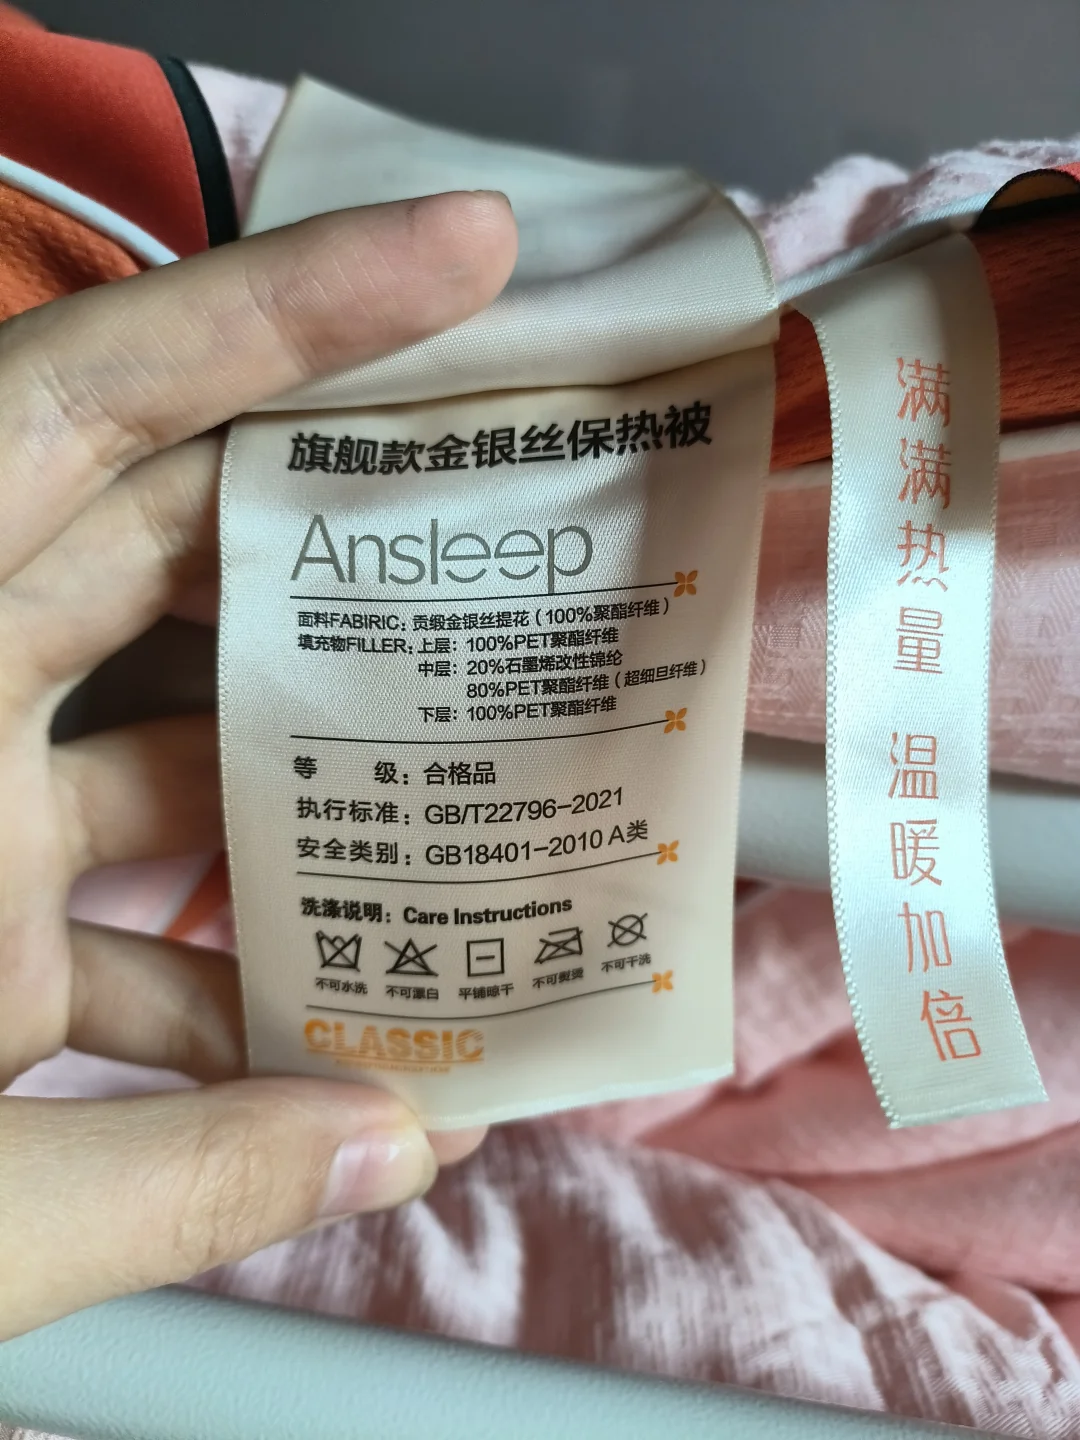 旗舰款金银丝保热被
Ansleep
面料FABIRIC：贡缎金银丝提花（100%聚酯纤维）
填充物FILLER：上层：100%PET聚酯纤维
中层：20%石墨烯改性锦纶
80%PET聚酯纤维（超细旦纤维）
下层：100%PET聚酯纤维
等 级：合格品
执行标准：GB/T22796-2021
安全类别：GB18401-2010 A类
洗涤说明：Care Instructions
不可水洗 不可漂白 平铺晾干 不可熨烫 不可干洗
CLASSIC
满满热量 温暖加倍